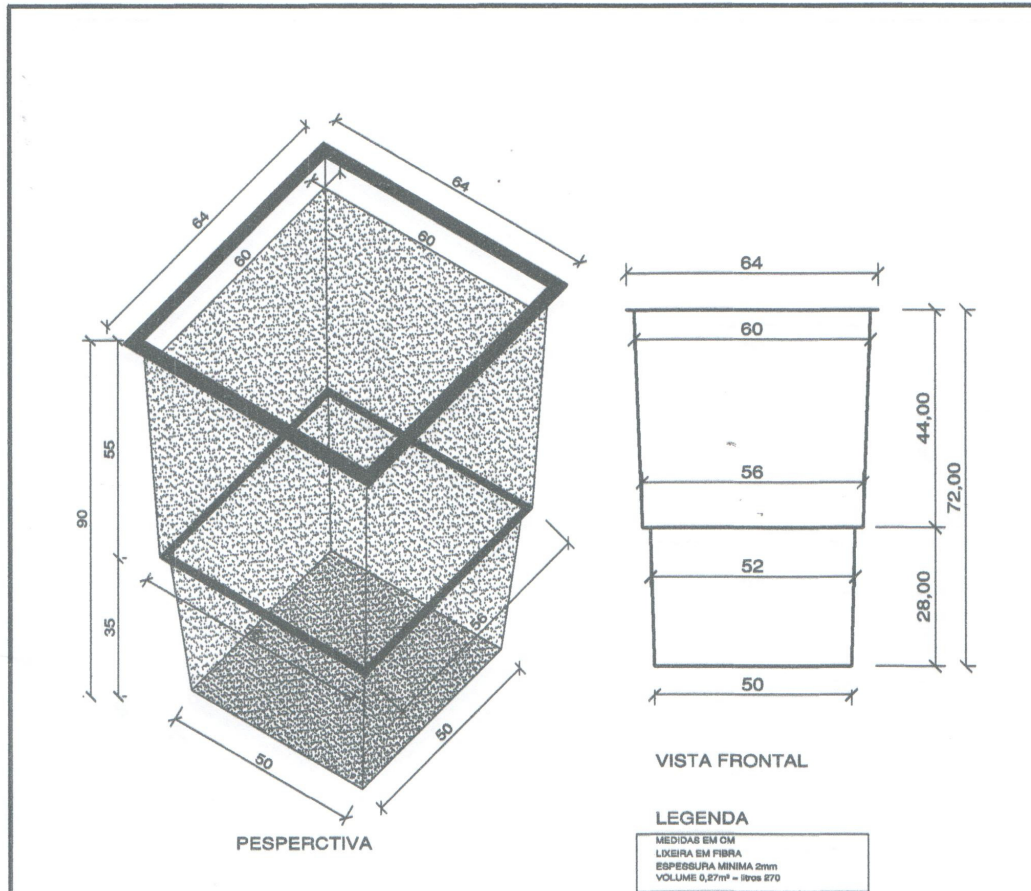 64
64
60
60
55
90
35
56
50
50
PESPERCTIVA
64
60
44,00
56
72,00
52
28,00
50
VISTA FRONTAL
LEGENDA
MEDIDAS EM CM
LIXEIRA EM FIBRA
ESPESSURA MINIMA 2mm
VOLUME 0,27m³ = litros 270